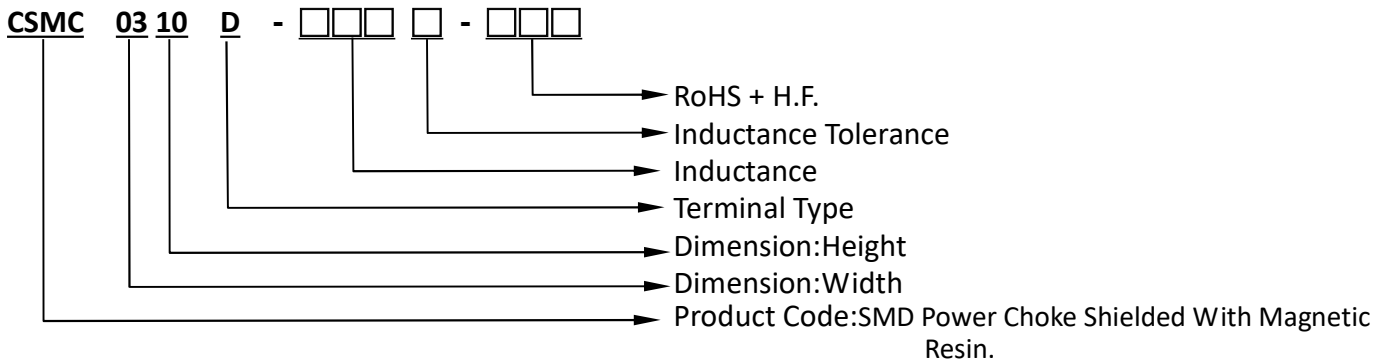 CSMC 03 10 D - □□□ □ - □□□
RoHS + H.F.
Inductance Tolerance
Inductance
Terminal Type
Dimension:Height
Dimension:Width
Product Code:SMD Power Choke Shielded With Magnetic
Resin.